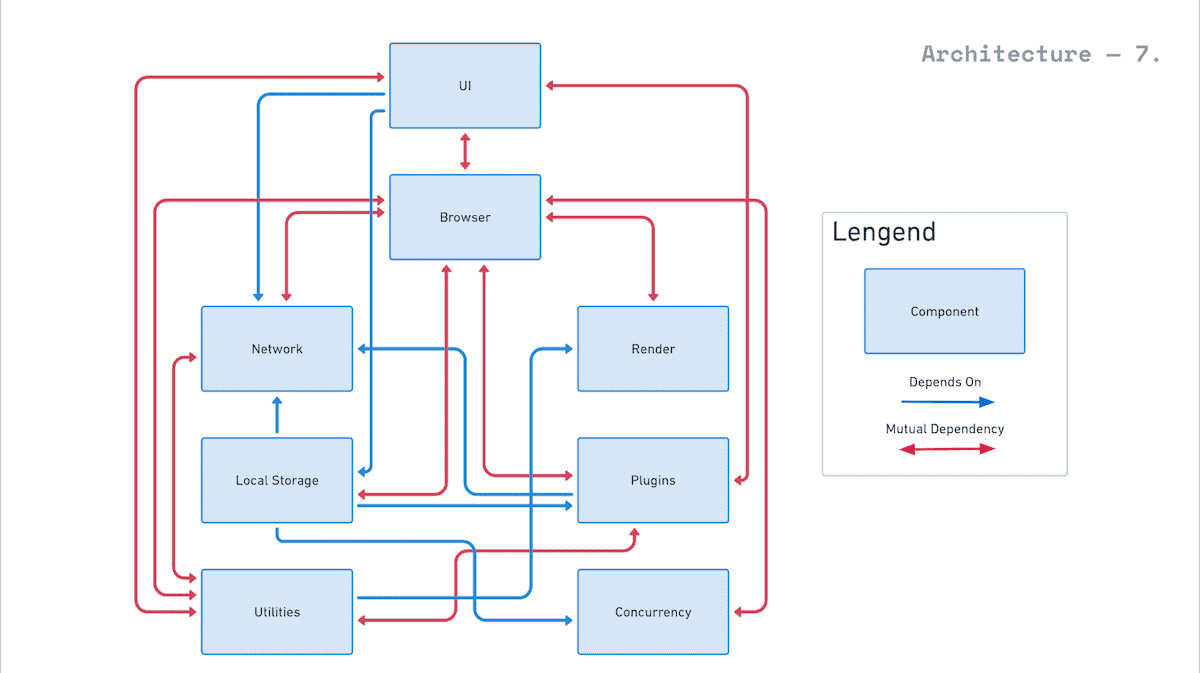 Architecture — 7.
UI
Browser
Lengend
Component
Network
Render
Depends On
Mutual Dependency
Local Storage
Plugins
Utilities
Concurrency